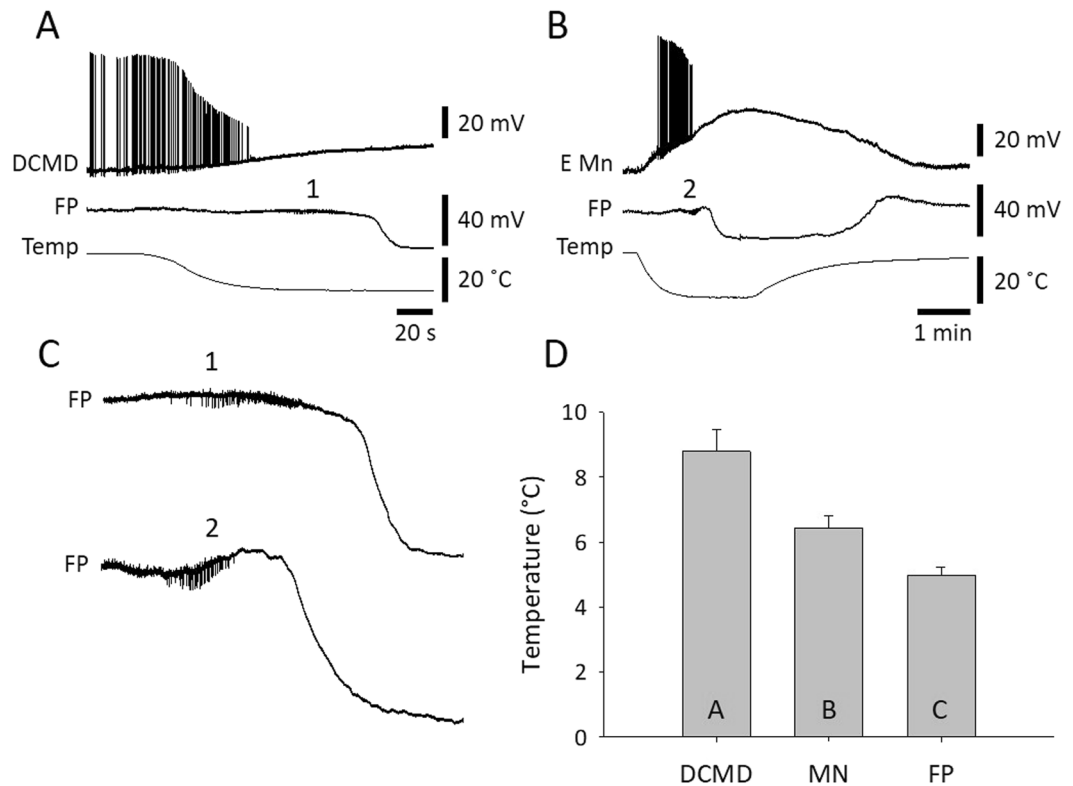 A
DCMD
20 mV
1
FP
40 mV
Temp
20 ˚C
20 s
B
E Mn
20 mV
2
FP
40 mV
Temp
20 ˚C
1 min
C
1
FP
2
FP
D
Temperature (°C)
10
8
6
4
2
0
A B C
DCMD MN FP